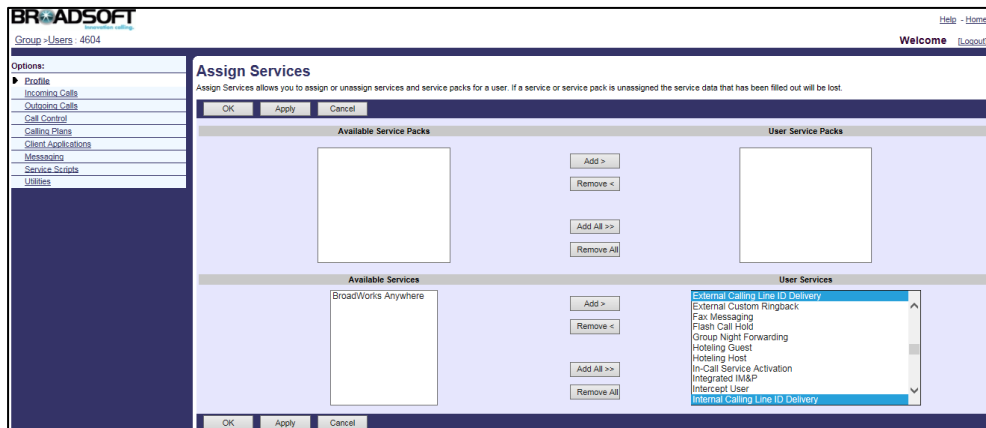 BROADSOFT
innovation calling.
Help - Home
Group >Users : 4604
Welcome [Logout]
Options:
Profile
Incoming Calls
Outgoing Calls
Call Control
Calling Plans
Client Applications
Messaging
Service Scripts
Utilities
Assign Services
Assign Services allows you to assign or unassign services and service packs for a user. If a service or service pack is unassigned the service data that has been filled out will be lost.
OK Apply Cancel
Available Service Packs User Service Packs
Add >
Remove <
Add All >>
Remove All
Available Services User Services
BroadWorks Anywhere
Add >
Remove <
Add All >>
Remove All
External Calling Line ID Delivery
External Custom Ringback
Fax Messaging
Flash Call Hold
Group Night Forwarding
Hoteling Guest
Hoteling Host
In-Call Service Activation
Integrated IM&P
Intercept User
Internal Calling Line ID Delivery
OK Apply Cancel